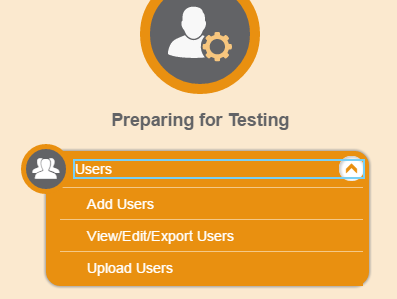 Preparing for Testing
Users
Add Users
View/Edit/Export Users
Upload Users